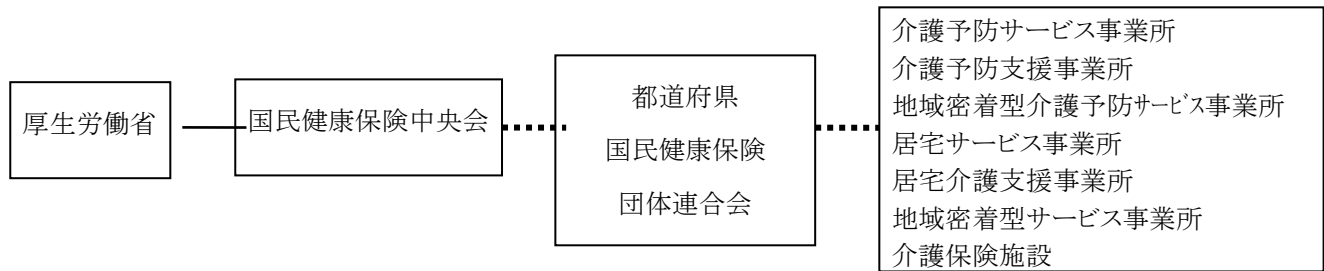 厚生労働省
国民健康保険中央会
都道府県
国民健康保険
団体連合会
介護予防サービス事業所
介護予防支援事業所
地域密着型介護予防サービス事業所
居宅サービス事業所
居宅介護支援事業所
地域密着型サービス事業所
介護保険施設